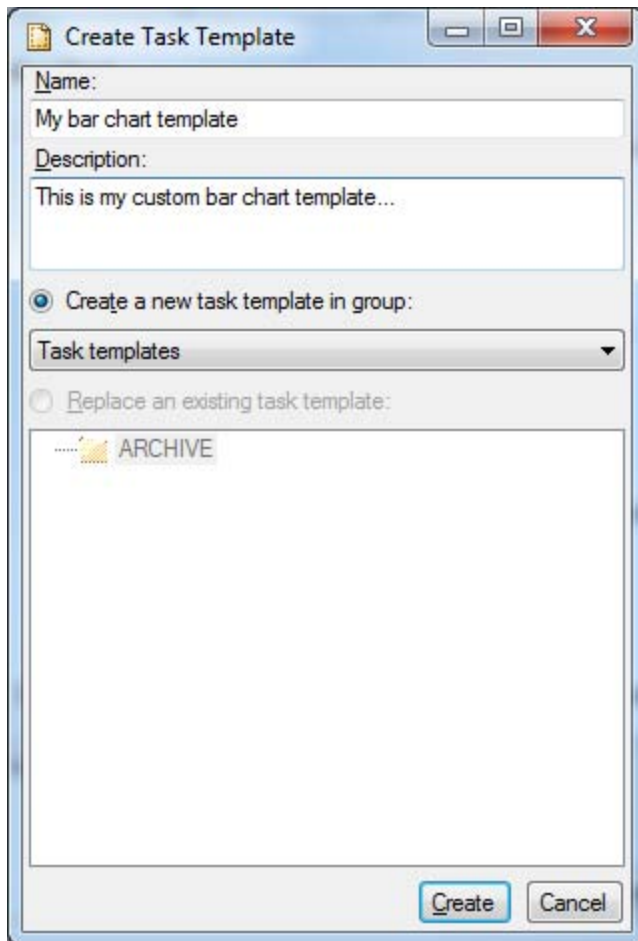 Create Task Template
Name:
My bar chart template
Description:
This is my custom bar chart template...
Create a new task template in group:
Task templates
Replace an existing task template:
ARCHIVE
Create Cancel